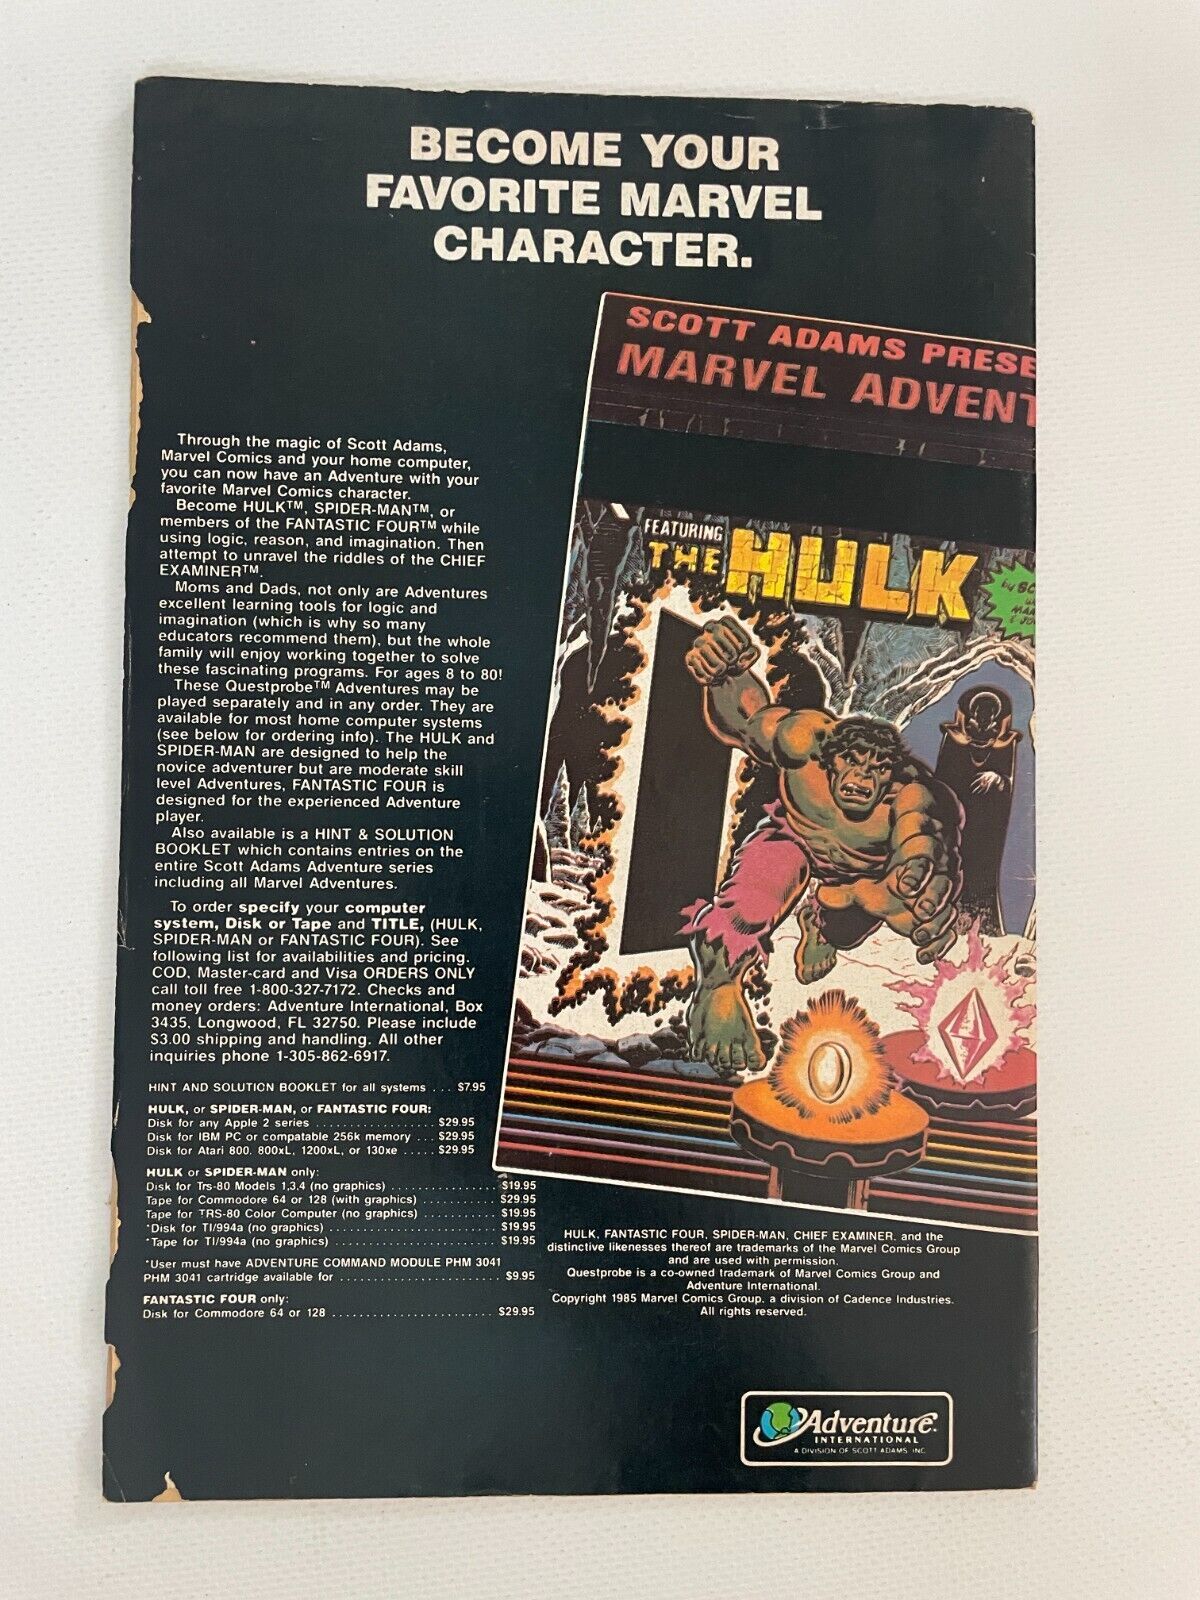 BECOME YOUR
FAVORITE MARVEL
CHARACTER.
SCOTT ADAMS PRESE
MARVEL ADVENT
FEATURING
THE HULK
Through the magic of Scott Adams,
Marvel Comics and your home computer,
you can now have an Adventure with your
favorite Marvel Comics character.
Become HULK™, SPIDER-MAN™, or
members of the FANTASTIC FOUR™ while
using logic, reason, and imagination. Then
attempt to unravel the riddles of the CHIEF
EXAMINER™.
Moms and Dads, not only are Adventures
excellent learning tools for logic and
imagination (which is why so many
educators recommend them), but the whole
family will enjoy working together to solve
these fascinating programs. For ages 8 to 80!
These Questprobe™ Adventures may be
played separately and in any order. They are
available for most home computer systems
(see below for ordering info). The HULK and
SPIDER-MAN are designed to help the
novice adventurer but are moderate skill
level Adventures, FANTASTIC FOUR is
designed for the experienced Adventure
player.
Also available is a HINT & SOLUTION
BOOKLET which contains entries on the
entire Scott Adams Adventure series
including all Marvel Adventures.
To order specify your computer
system, Disk or Tape and TITLE, (HULK,
SPIDER-MAN or FANTASTIC FOUR). See
following list for availabilities and pricing.
COD, Master-card and Visa ORDERS ONLY
call toll free 1-800-327-7172. Checks and
money orders: Adventure International, Box
3435, Longwood, FL 32750. Please include
$3.00 shipping and handling. All other
inquiries phone 1-305-862-6917.
HINT AND SOLUTION BOOKLET for all systems ... $7.95
HULK, or SPIDER-MAN, or FANTASTIC FOUR:
Disk for any Apple 2 series .................. $29.95
Disk for IBM PC or compatable 256k memory ... $29.95
Disk for Atari 800, 800xL, 1200xL, or 130xe ..... $29.95
HULK or SPIDER-MAN only:
Disk for Trs-80 Models 1,3,4 (no graphics) ................ $19.95
Tape for Commodore 64 or 128 (with graphics) ........... $29.95
Tape for TRS-80 Color Computer (no graphics) ............ $19.95
*Disk for TI/994a (no graphics) ......................... $19.95
*Tape for TI/994a (no graphics) ........................ $19.95
*User must have ADVENTURE COMMAND MODULE PHM 3041
PHM 3041 cartridge available for ........................ $9.95
FANTASTIC FOUR only:
Disk for Commodore 64 or 128 ......................... $29.95
HULK, FANTASTIC FOUR, SPIDER-MAN, CHIEF EXAMINER, and the
distinctive likenesses thereof are trademarks of the Marvel Comics Group
and are used with permission.
Questprobe is a co-owned trademark of Marvel Comics Group and
Adventure International.
Copyright 1985 Marvel Comics Group, a division of Cadence Industries.
All rights reserved.
Adventure
INTERNATIONAL
A DIVISION OF SCOTT ADAMS, INC.